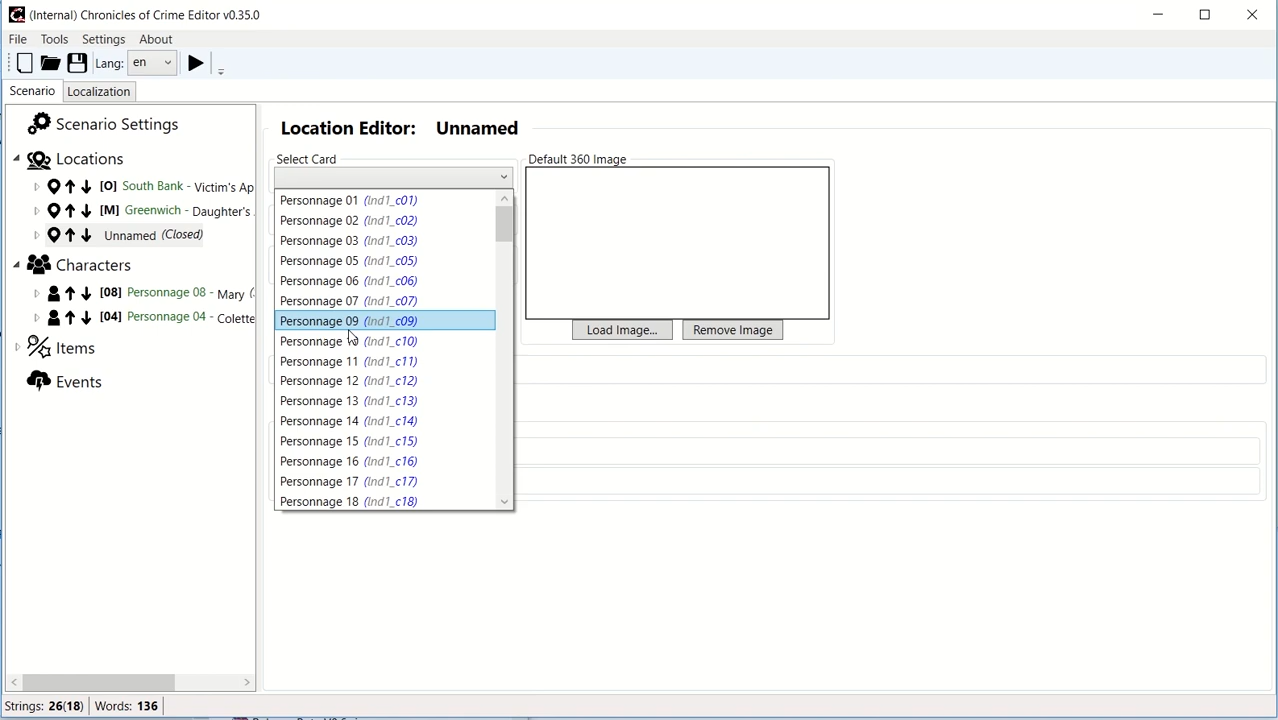 (Internal) Chronicles of Crime Editor v0.35.0
File Tools Settings About
Lang: en
Scenario Localization
Scenario Settings
Locations
[O] South Bank - Victim's Ap
[M] Greenwich - Daughter's
Unnamed (Closed)
Characters
[08] Personnage 08 - Mary
[04] Personnage 04 - Colette
Items
Events
Location Editor: Unnamed
Select Card
Personnage 01 (Ind1_c01)
Personnage 02 (Ind1_c02)
Personnage 03 (Ind1_c03)
Personnage 05 (Ind1_c05)
Personnage 06 (Ind1_c06)
Personnage 07 (Ind1_c07)
Personnage 09 (Ind1_c09)
Personnage (Ind1_c10)
Personnage 11 (Ind1_c11)
Personnage 12 (Ind1_c12)
Personnage 13 (Ind1_c13)
Personnage 14 (Ind1_c14)
Personnage 15 (Ind1_c15)
Personnage 16 (Ind1_c16)
Personnage 17 (Ind1_c17)
Personnage 18 (Ind1_c18)
Default 360 Image
Load Image... Remove Image
Strings: 26(18) Words: 136